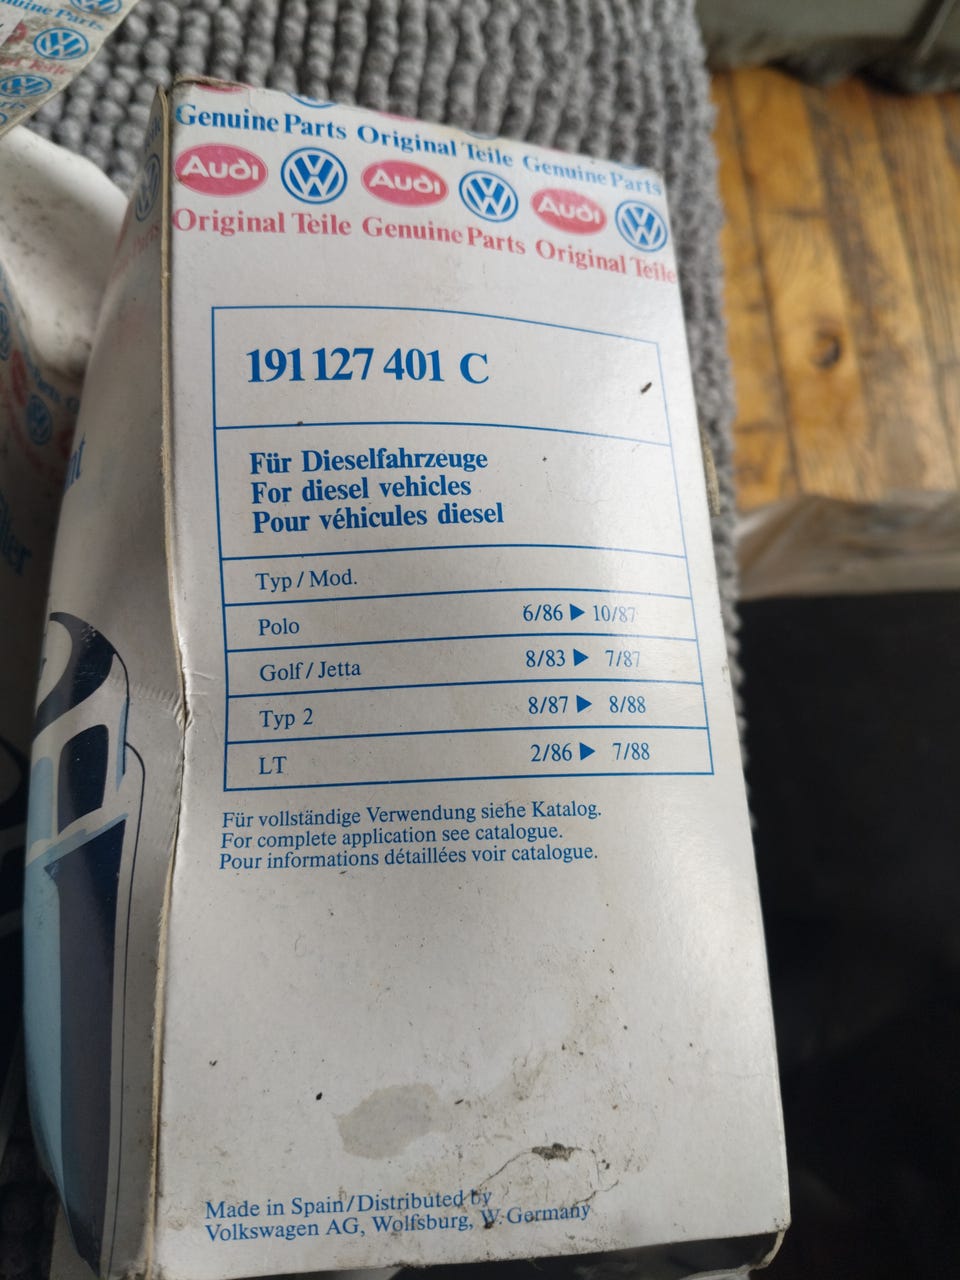 Genuine Parts Original Teile Genuine Parts
Audi VW Audi VW Audi VW
Original Teile Genuine Parts Original Teile
191 127 401 C
Für Dieselfahrzeuge
For diesel vehicles
Pour véhicules diesel
Typ / Mod.
Polo 6/86 ▶ 10/87
Golf / Jetta 8/83 ▶ 7/87
Typ 2 8/87 ▶ 8/88
LT 2/86 ▶ 7/88
Für vollständige Verwendung siehe Katalog.
For complete application see catalogue.
Pour informations détaillées voir catalogue.
Made in Spain/Distributed by
Volkswagen AG, Wolfsburg, W-Germany